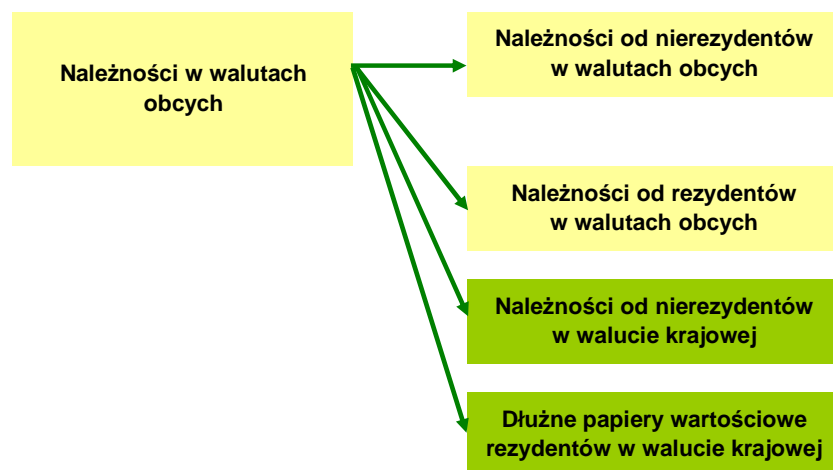 Należności w walutach
obcych
Należności od nierezydentów
w walutach obcych
Należności od rezydentów
w walutach obcych
Należności od nierezydentów
w walucie krajowej
Dłużne papiery wartościowe
rezydentów w walucie krajowej